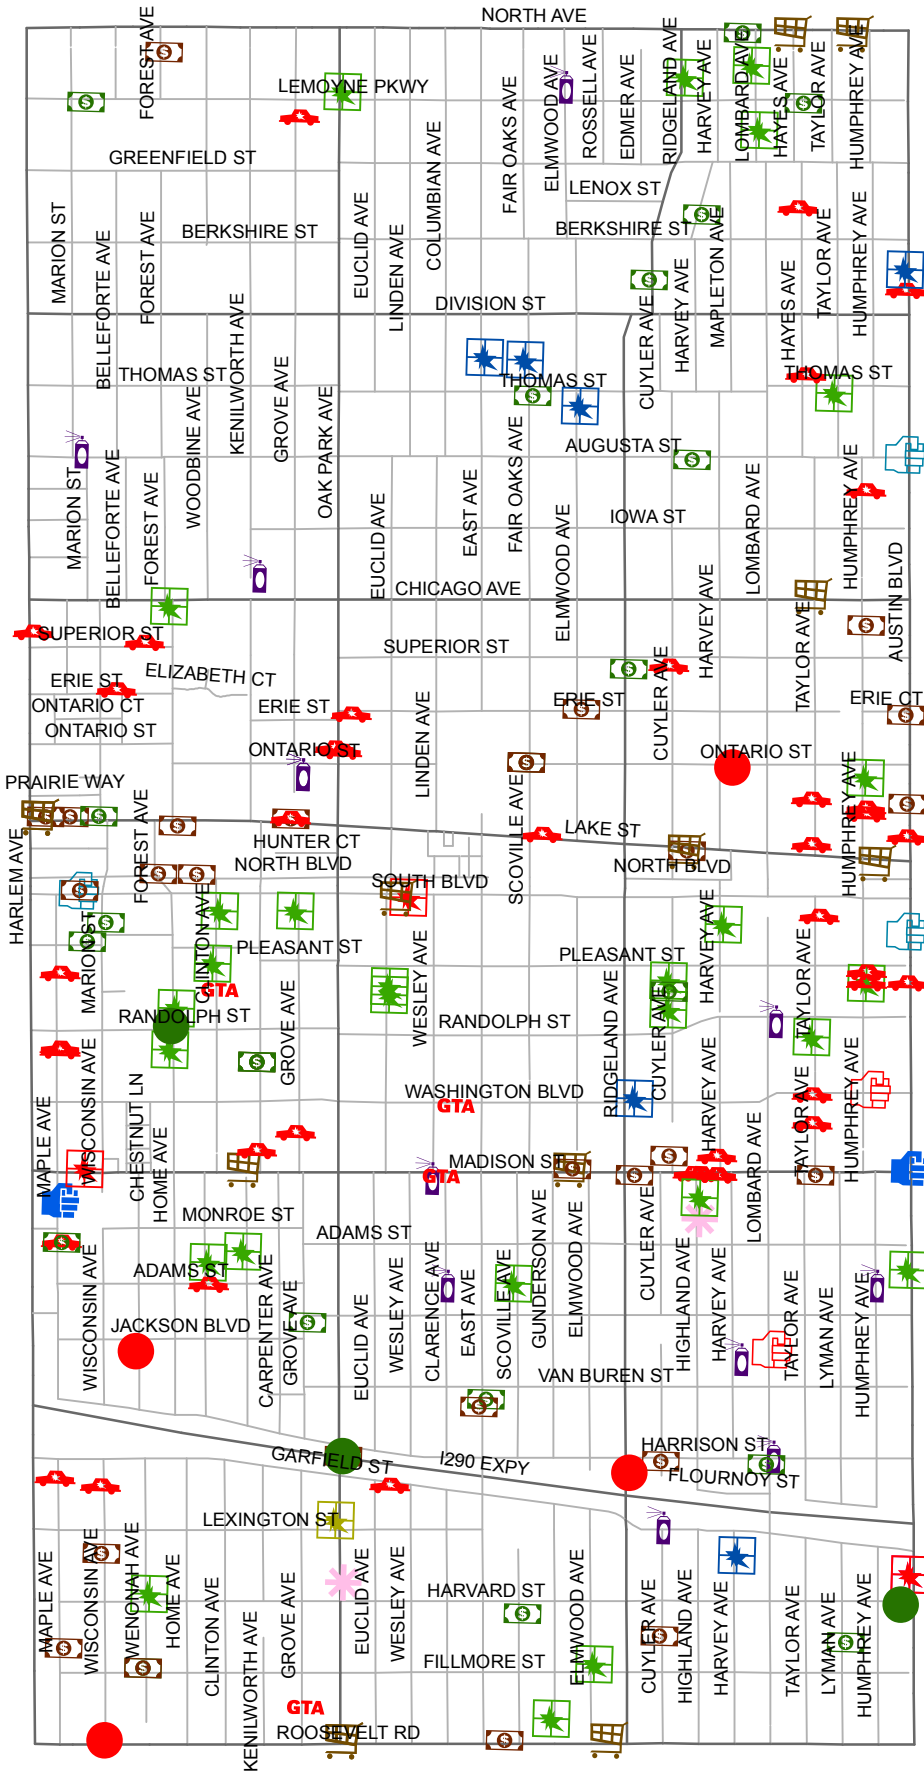 NORTH AVE
FOREST AVE
LEMOYNE PKWY
FAIR OAKS AVE
ELMWOOD AVE
ROSSELL AVE
EDMER AVE
RIDGELAND AVE
HARVEY AVE
LOMBARD AVE
HAYES AVE
TAYLOR AVE
HUMPHREY AVE
GREENFIELD ST
LENOX ST
MARION ST
BELLEFORTE AVE
FOREST AVE
BERKSHIRE ST
EUCLID AVE
LINDEN AVE
COLUMBIAN AVE
BERKSHIRE ST
DIVISION ST
CUYLER AVE
HARVEY AVE
MAPLETON AVE
HAYES AVE
TAYLOR AVE
HUMPHREY AVE
THOMAS ST
KENILWORTH AVE
THOMAS ST
THOMAS ST
WOODBINE AVE
GROVE AVE
OAK PARK AVE
AUGUSTA ST
MARION ST
BELLEFORTE AVE
FOREST AVE
EUCLID AVE
EAST AVE
FAIR OAKS AVE
ELMWOOD AVE
IOWA ST
LOMBARD AVE
HUMPHREY AVE
AUSTIN BLVD
CHICAGO AVE
HARVEY AVE
SUPERIOR ST
SUPERIOR ST
TAYLOR AVE
ERIE ST
ELIZABETH CT
ONTARIO CT
ERIE ST
LINDEN AVE
ERIE ST
CUYLER AVE
ERIE CT
ONTARIO ST
ONTARIO ST
ONTARIO ST
PRAIRIE WAY
SCOVILLE AVE
HUMPHREY AVE
HARLEM AVE
FOREST AVE
HUNTER CT
LAKE ST
NORTH BLVD
NORTH BLVD
SOUTH BLVD
MARION ST
CLINTON AVE
PLEASANT ST
WESLEY AVE
PLEASANT ST
HARVEY AVE
TAYLOR AVE
GTA
RANDOLPH ST
GROVE AVE
RANDOLPH ST
RIDGELAND AVE
CUYLER AVE
WASHINGTON BLVD
GTA
MAPLE AVE
WISCONSIN AVE
CHESTNUT LN
HOME AVE
HARVEY AVE
LOMBARD AVE
TAYLOR AVE
HUMPHREY AVE
MADISON ST
GTA
MONROE ST
ADAMS ST
ADAMS ST
WISCONSIN AVE
CARPENTER AVE
GROVE AVE
EUCLID AVE
WESLEY AVE
CLARENCE AVE
EAST AVE
SCOVILLE AVE
GUNDERSON AVE
ELMWOOD AVE
CUYLER AVE
HIGHLAND AVE
HARVEY AVE
TAYLOR AVE
LYMAN AVE
HUMPHREY AVE
JACKSON BLVD
VAN BUREN ST
GARFIELD ST
I290 EXPY
HARRISON ST
FLOURNOY ST
LEXINGTON ST
MAPLE AVE
WISCONSIN AVE
WENONAH AVE
HOME AVE
CLINTON AVE
KENILWORTH AVE
GROVE AVE
EUCLID AVE
WESLEY AVE
HARVARD ST
ELMWOOD AVE
CUYLER AVE
HIGHLAND AVE
HARVEY AVE
TAYLOR AVE
LYMAN AVE
HUMPHREY AVE
FILLMORE ST
GTA
ROOSEVELT RD